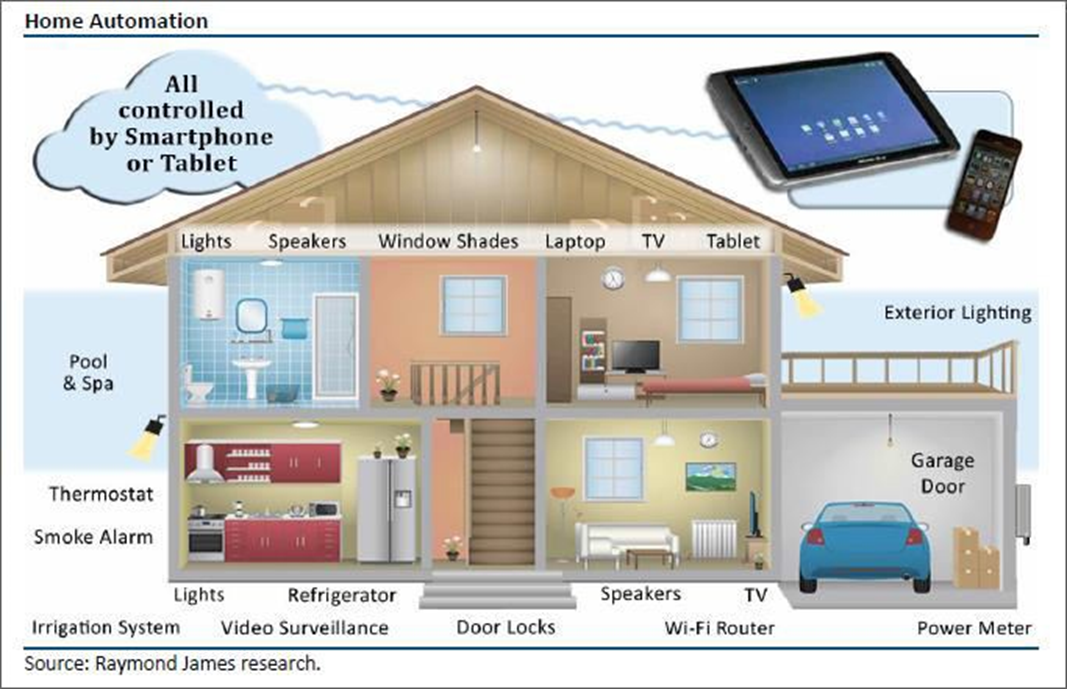 Home Automation
All
controlled
by Smartphone
or Tablet
Lights Speakers Window Shades Laptop TV Tablet
Exterior Lighting
Pool
& Spa
Garage
Door
Thermostat
Smoke Alarm
Lights Refrigerator Speakers TV
Irrigation System Video Surveillance Door Locks Wi-Fi Router Power Meter
Source: Raymond James research.